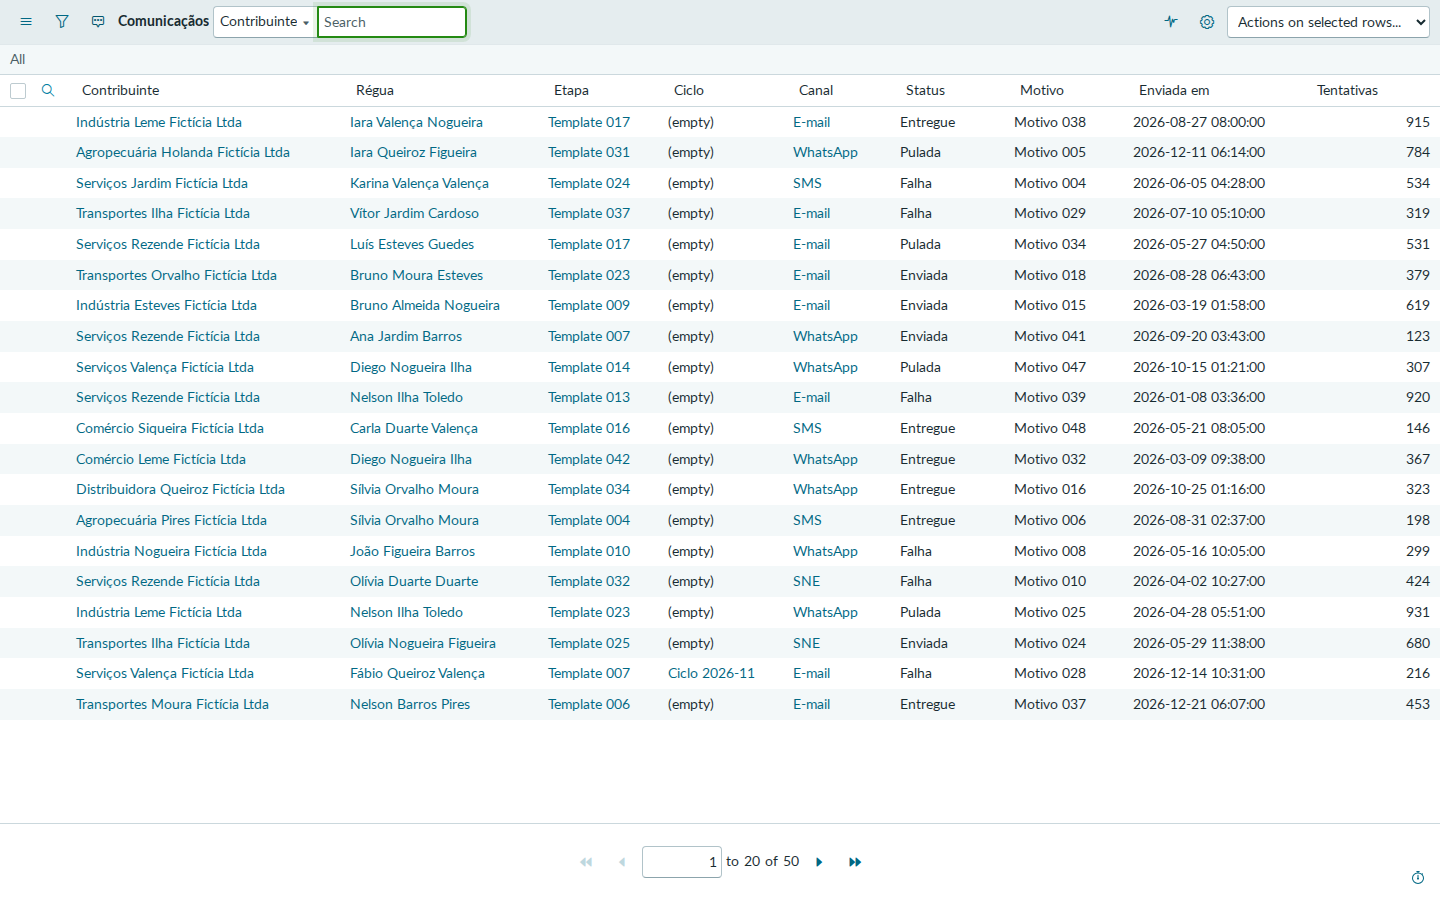 Comunicaçãos Contribuinte Search Actions on selected rows...
All
Contribuinte Régua Etapa Ciclo Canal Status Motivo Enviada em Tentativas
Indústria Leme Fictícia Ltda Iara Valença Nogueira Template 017 (empty) E-mail Entregue Motivo 038 2026-08-27 08:00:00 915
Agropecuária Holanda Fictícia Ltda Iara Queiroz Figueira Template 031 (empty) WhatsApp Pulada Motivo 005 2026-12-11 06:14:00 784
Serviços Jardim Fictícia Ltda Karina Valença Valença Template 024 (empty) SMS Falha Motivo 004 2026-06-05 04:28:00 534
Transportes Ilha Fictícia Ltda Vítor Jardim Cardoso Template 037 (empty) E-mail Falha Motivo 029 2026-07-10 05:10:00 319
Serviços Rezende Fictícia Ltda Luís Esteves Guedes Template 017 (empty) E-mail Pulada Motivo 034 2026-05-27 04:50:00 531
Transportes Orvalho Fictícia Ltda Bruno Moura Esteves Template 023 (empty) E-mail Enviada Motivo 018 2026-08-28 06:43:00 379
Indústria Esteves Fictícia Ltda Bruno Almeida Nogueira Template 009 (empty) E-mail Enviada Motivo 015 2026-03-19 01:58:00 619
Serviços Rezende Fictícia Ltda Ana Jardim Barros Template 007 (empty) WhatsApp Enviada Motivo 041 2026-09-20 03:43:00 123
Serviços Valença Fictícia Ltda Diego Nogueira Ilha Template 014 (empty) WhatsApp Pulada Motivo 047 2026-10-15 01:21:00 307
Serviços Rezende Fictícia Ltda Nelson Ilha Toledo Template 013 (empty) E-mail Falha Motivo 039 2026-01-08 03:36:00 920
Comércio Siqueira Fictícia Ltda Carla Duarte Valença Template 016 (empty) SMS Entregue Motivo 048 2026-05-21 08:05:00 146
Comércio Leme Fictícia Ltda Diego Nogueira Ilha Template 042 (empty) WhatsApp Entregue Motivo 032 2026-03-09 09:38:00 367
Distribuidora Queiroz Fictícia Ltda Sílvia Orvalho Moura Template 034 (empty) WhatsApp Entregue Motivo 016 2026-10-25 01:16:00 323
Agropecuária Pires Fictícia Ltda Sílvia Orvalho Moura Template 004 (empty) SMS Entregue Motivo 006 2026-08-31 02:37:00 198
Indústria Nogueira Fictícia Ltda João Figueira Barros Template 010 (empty) WhatsApp Falha Motivo 008 2026-05-16 10:05:00 299
Serviços Rezende Fictícia Ltda Olívia Duarte Duarte Template 032 (empty) SNE Falha Motivo 010 2026-04-02 10:27:00 424
Indústria Leme Fictícia Ltda Nelson Ilha Toledo Template 023 (empty) WhatsApp Pulada Motivo 025 2026-04-28 05:51:00 931
Transportes Ilha Fictícia Ltda Olívia Nogueira Figueira Template 025 (empty) SNE Enviada Motivo 024 2026-05-29 11:38:00 680
Serviços Valença Fictícia Ltda Fábio Queiroz Valença Template 007 Ciclo 2026-11 E-mail Falha Motivo 028 2026-12-14 10:31:00 216
Transportes Moura Fictícia Ltda Nelson Barros Pires Template 006 (empty) E-mail Entregue Motivo 037 2026-12-21 06:07:00 453
1 to 20 of 50